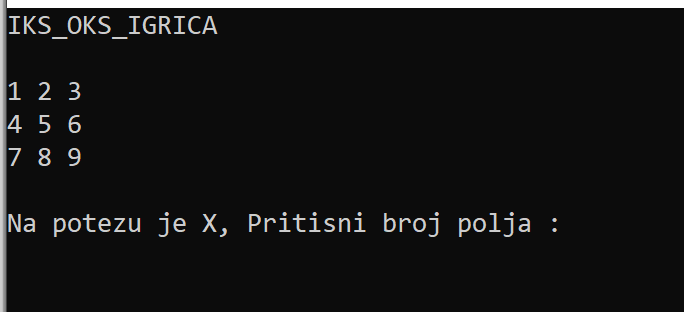 IKS_OKS_IGRICA
1 2 3
4 5 6
7 8 9
Na potezu je X, Pritisni broj polja :